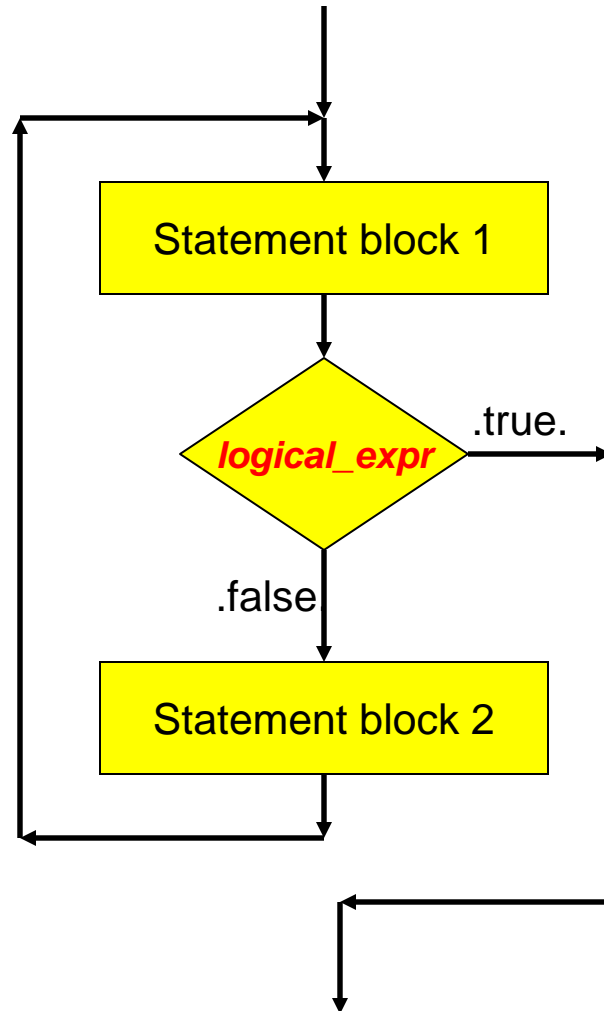 Statement block 1
.true.
logical_expr
.false.
Statement block 2